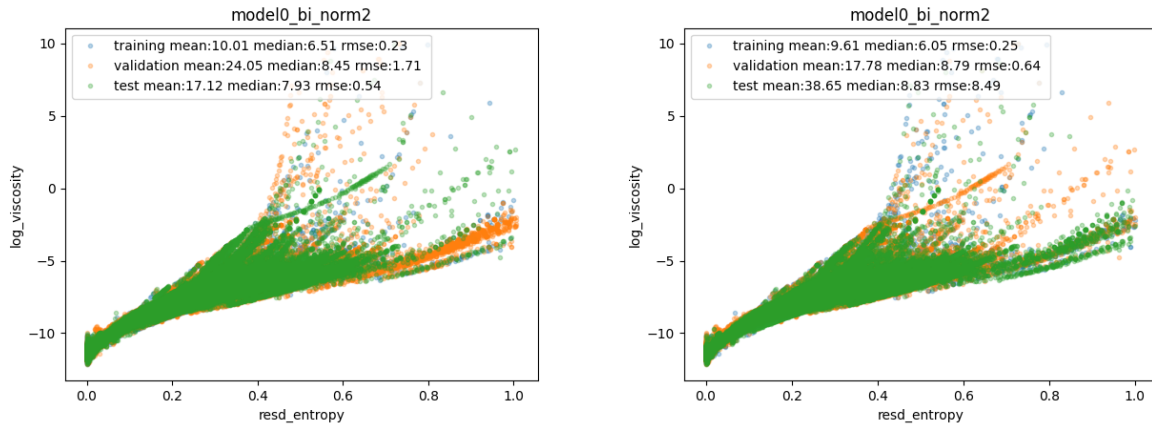 model0_bi_norm2
10
5
0
−5
−10
log_viscosity
training mean:10.01 median:6.51 rmse:0.23
validation mean:24.05 median:8.45 rmse:1.71
test mean:17.12 median:7.93 rmse:0.54
0.0 0.2 0.4 0.6 0.8 1.0
resd_entropy
model0_bi_norm2
10
5
0
−5
−10
log_viscosity
training mean:9.61 median:6.05 rmse:0.25
validation mean:17.78 median:8.79 rmse:0.64
test mean:38.65 median:8.83 rmse:8.49
0.0 0.2 0.4 0.6 0.8 1.0
resd_entropy